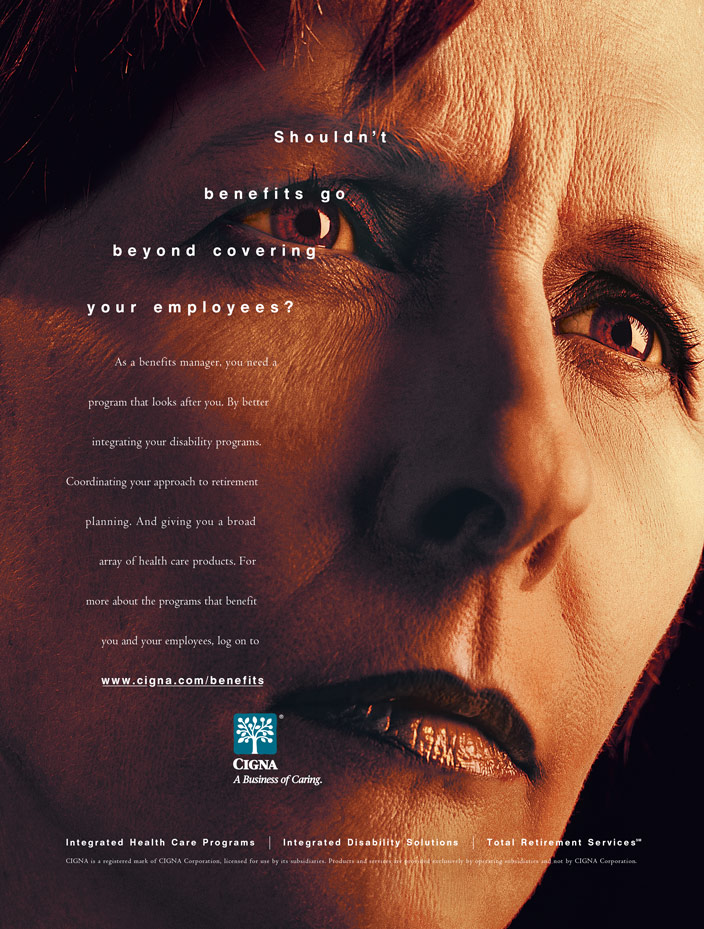 Shouldn't
benefits go
beyond covering
your employees?
As a benefits manager, you need a
program that looks after you. By better
integrating your disability programs.
Coordinating your approach to retirement
planning. And giving you a broad
array of health care products. For
more about the programs that benefit
you and your employees, log on to
www.cigna.com/benefits
®
CIGNA
A Business of Caring.
Integrated Health Care Programs | Integrated Disability Solutions | Total Retirement Services℠
CIGNA is a registered mark of CIGNA Corporation, licensed for use by its subsidiaries. Products and services are provided exclusively by operating subsidiaries and not by CIGNA Corporation.